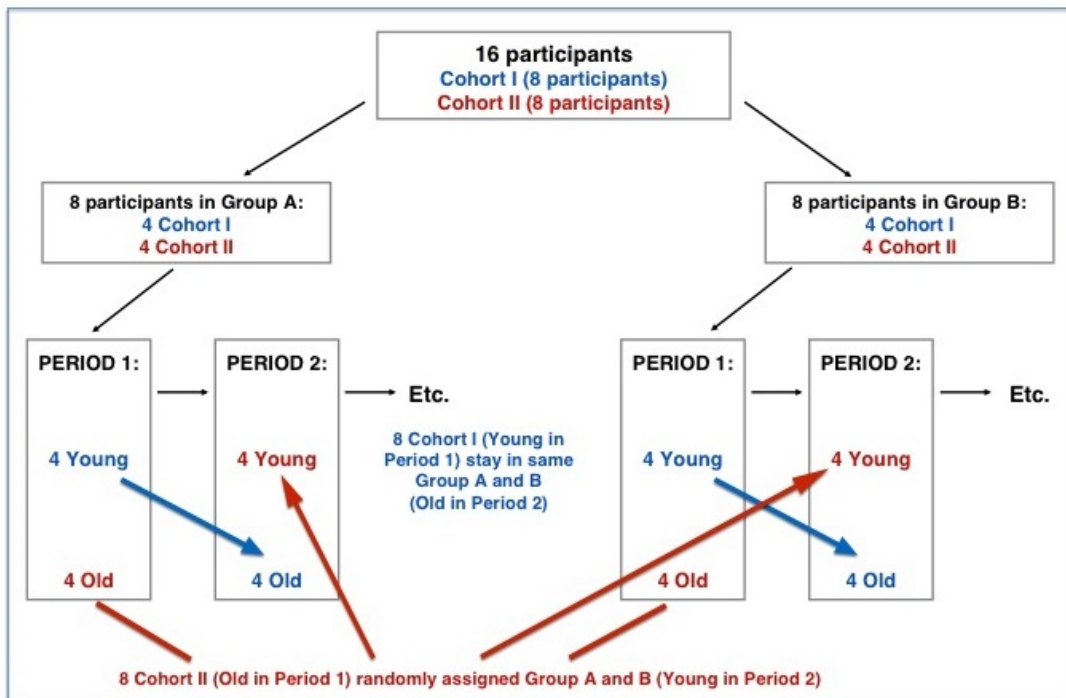 16 participants
Cohort I (8 participants)
Cohort II (8 participants)
8 participants in Group A:
4 Cohort I
4 Cohort II
8 participants in Group B:
4 Cohort I
4 Cohort II
PERIOD 1:
4 Young
4 Old
PERIOD 2:
4 Young
4 Old
Etc.
8 Cohort I (Young in
Period 1) stay in same
Group A and B
(Old in Period 2)
PERIOD 1:
4 Young
4 Old
PERIOD 2:
4 Young
4 Old
Etc.
8 Cohort II (Old in Period 1) randomly assigned Group A and B (Young in Period 2)